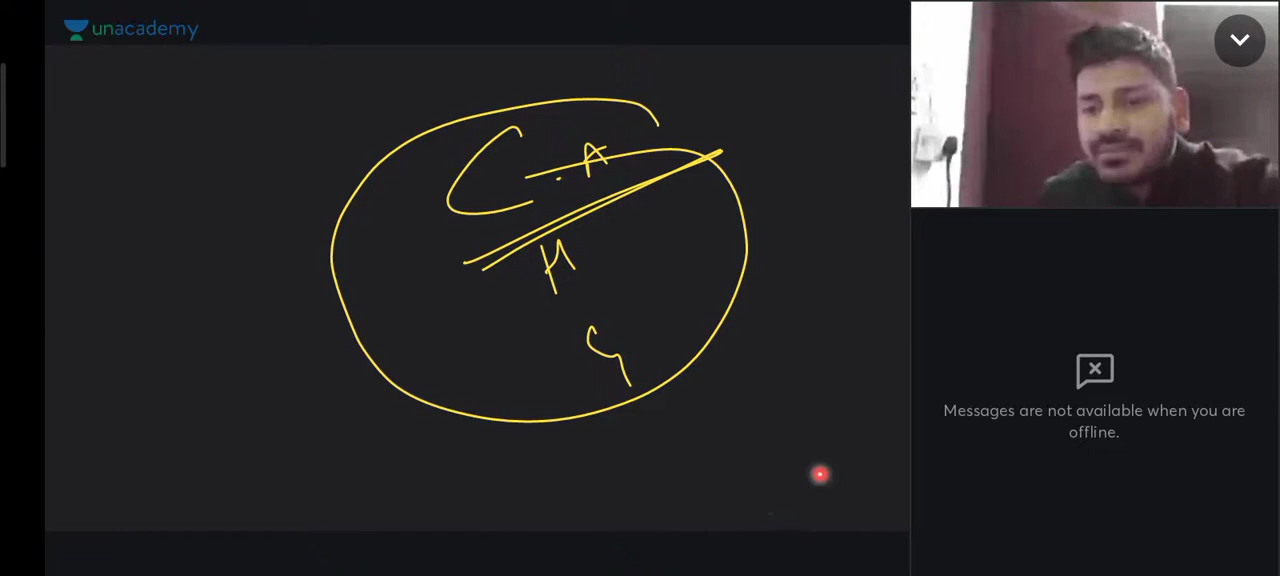 unacademy
C.A
Messages are not available when you are
offline.